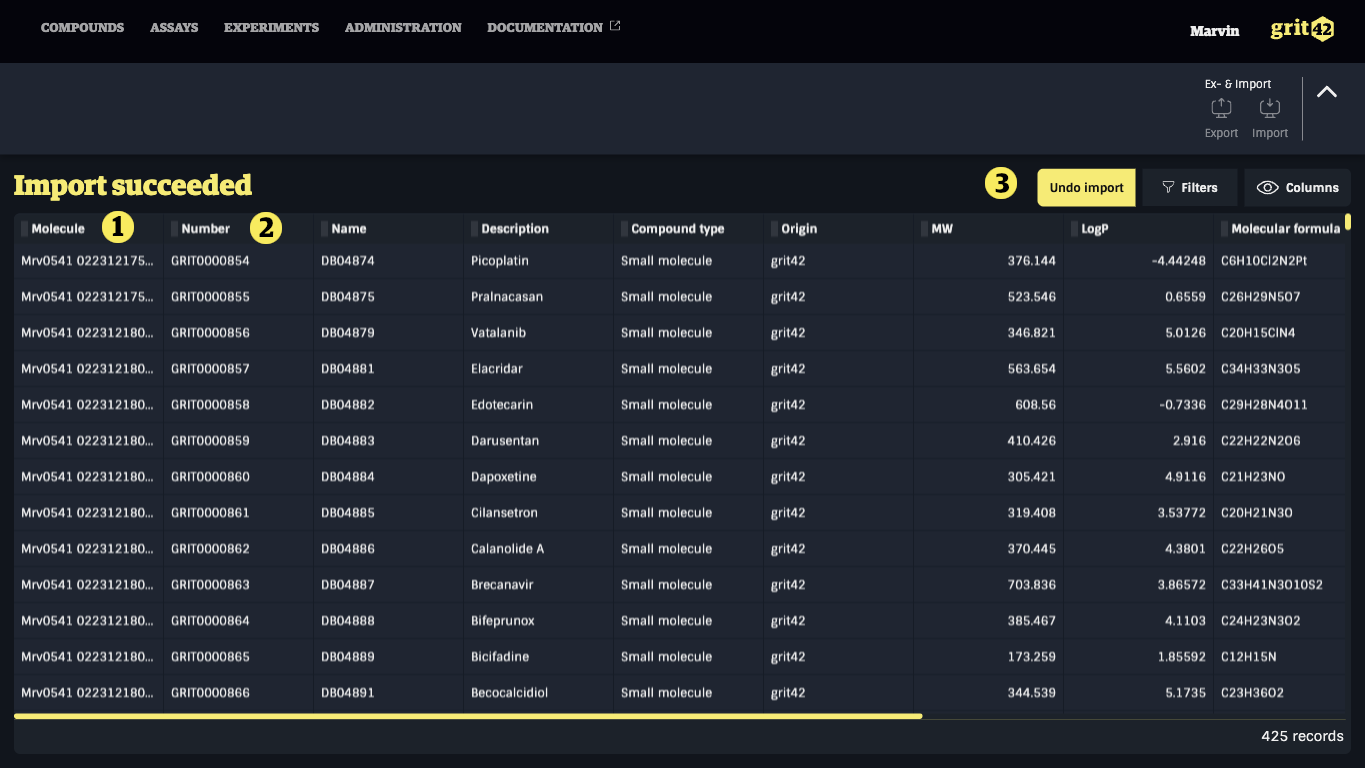 COMPOUNDS ASSAYS EXPERIMENTS ADMINISTRATION DOCUMENTATION Marvin grit42
Ex- & Import
Export Import
Import succeeded 3 Undo import Filters Columns
Molecule 1 Number 2 Name Description Compound type Origin MW LogP Molecular formula
Mrv0541 022312175... GRIT0000854 DB04874 Picoplatin Small molecule grit42 376.144 -4.44248 C6H10Cl2N2Pt
Mrv0541 022312175... GRIT0000855 DB04875 Pralnacasan Small molecule grit42 523.546 0.6559 C26H29N5O7
Mrv0541 022312180... GRIT0000856 DB04879 Vatalanib Small molecule grit42 346.821 5.0126 C20H15ClN4
Mrv0541 022312180... GRIT0000857 DB04881 Elacridar Small molecule grit42 563.654 5.5602 C34H33N3O5
Mrv0541 022312180... GRIT0000858 DB04882 Edotecarin Small molecule grit42 608.56 -0.7336 C29H28N4O11
Mrv0541 022312180... GRIT0000859 DB04883 Darusentan Small molecule grit42 410.426 2.916 C22H22N2O6
Mrv0541 022312180... GRIT0000860 DB04884 Dapoxetine Small molecule grit42 305.421 4.9116 C21H23NO
Mrv0541 022312180... GRIT0000861 DB04885 Cilansetron Small molecule grit42 319.408 3.53772 C20H21N3O
Mrv0541 022312180... GRIT0000862 DB04886 Calanolide A Small molecule grit42 370.445 4.3801 C22H26O5
Mrv0541 022312180... GRIT0000863 DB04887 Brecanavir Small molecule grit42 703.836 3.86572 C33H41N3O10S2
Mrv0541 022312180... GRIT0000864 DB04888 Bifeprunox Small molecule grit42 385.467 4.1103 C24H23N3O2
Mrv0541 022312180... GRIT0000865 DB04889 Bicifadine Small molecule grit42 173.259 1.85592 C12H15N
Mrv0541 022312180... GRIT0000866 DB04891 Becocalcidiol Small molecule grit42 344.539 5.1735 C23H36O2
425 records